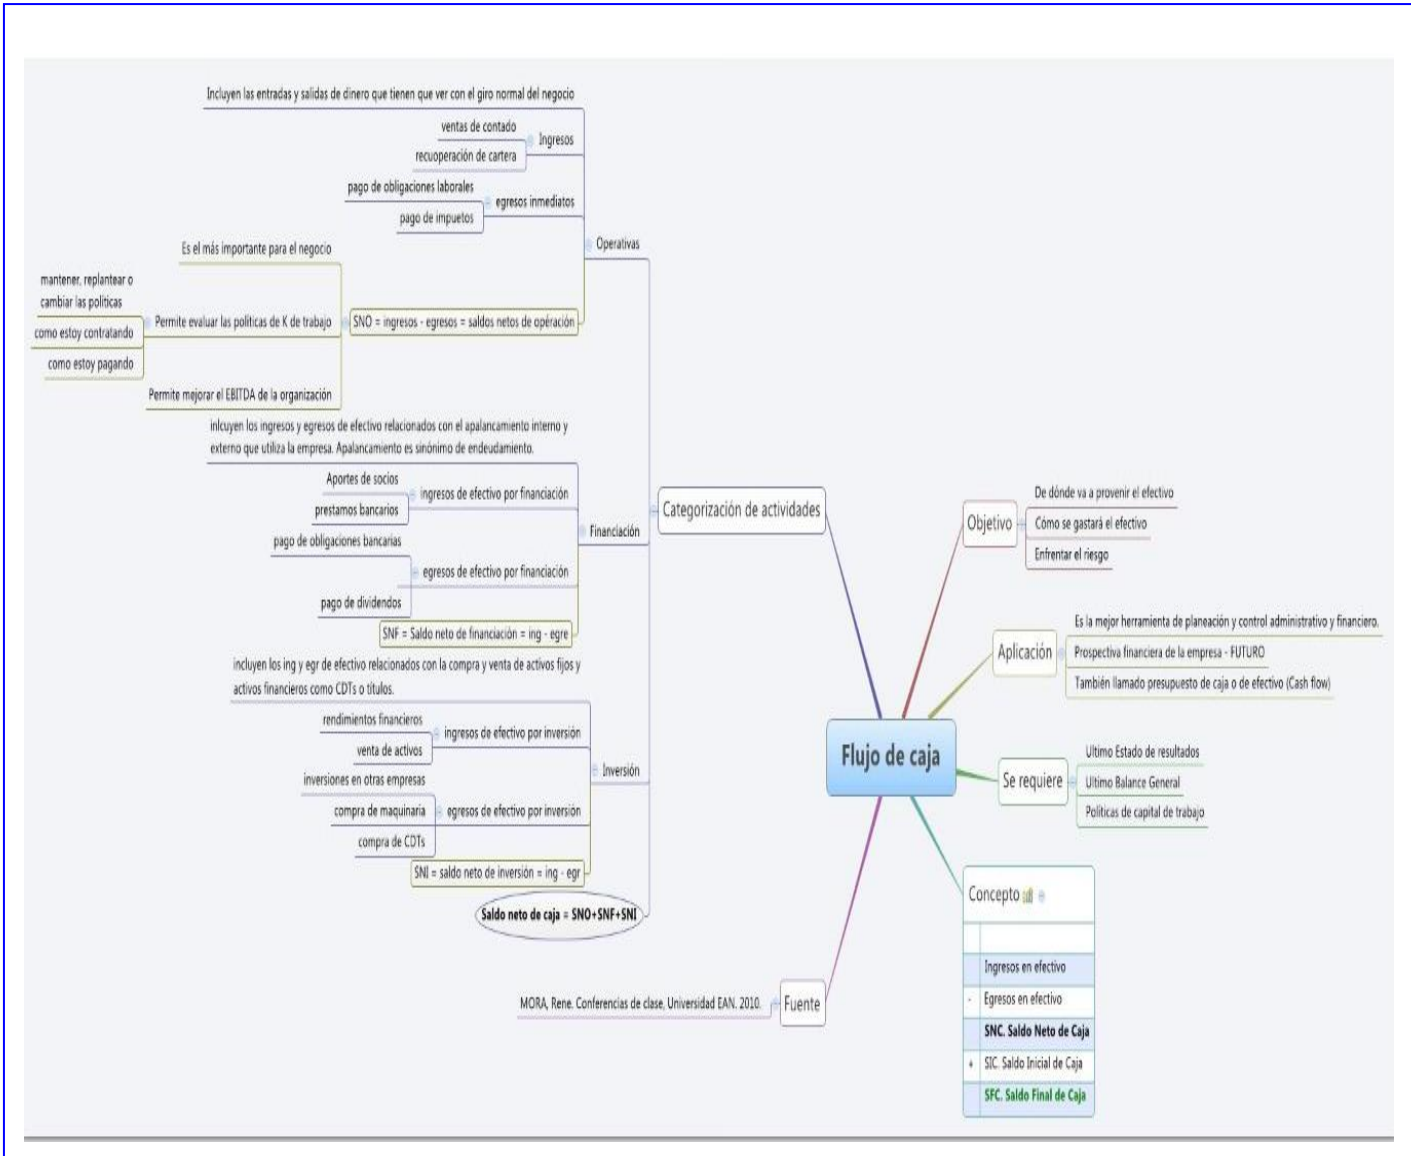 Incluyen las entradas y salidas de dinero que tienen que ver con el giro normal del negocio
ventas de contado
Ingresos
recuoperación de cartera
pago de obligaciones laborales
egresos inmediatos
pago de impuetos
Operativas
Es el más importante para el negocio
mantener, replantear o
cambiar las políticas
Permite evaluar las políticas de K de trabajo
como estoy contratando
como estoy pagando
SNO = ingresos - egresos = saldos netos de opéración
Permite mejorar el EBITDA de la organización
inlcuyen los ingresos y egresos de efectivo relacionados con el apalancamiento interno y
externo que utiliza la empresa. Apalancamiento es sinónimo de endeudamiento.
Aportes de socios
ingresos de efectivo por financiación
prestamos bancarios
Financiación
pago de obligaciones bancarias
egresos de efectivo por financiación
pago de dividendos
SNF = Saldo neto de financiación = ing - egre
incluyen los ing y egr de efectivo relacionados con la compra y venta de activos fijos y
activos financieros como CDTs o títulos.
rendimientos financieros
ingresos de efectivo por inversión
venta de activos
Inversión
inversiones en otras empresas
compra de maquinaria
egresos de efectivo por inversión
compra de CDTs
SNI = saldo neto de inversión = ing - egr
Saldo neto de caja = SNO+SNF+SNI
Categorización de actividades
Objetivo
De dónde va a provenir el efectivo
Cómo se gastará el efectivo
Enfrentar el riesgo
Aplicación
Es la mejor herramienta de planeación y control administrativo y financiero.
Prospectiva financiera de la empresa - FUTURO
También llamado presupuesto de caja o de efectivo (Cash flow)
Flujo de caja
Se requiere
Ultimo Estado de resultados
Ultimo Balance General
Políticas de capital de trabajo
Concepto
Ingresos en efectivo
- Egresos en efectivo
SNC. Saldo Neto de Caja
+ SIC. Saldo Inicial de Caja
SFC. Saldo Final de Caja
MORA, Rene. Conferencias de clase, Universidad EAN. 2010.
Fuente